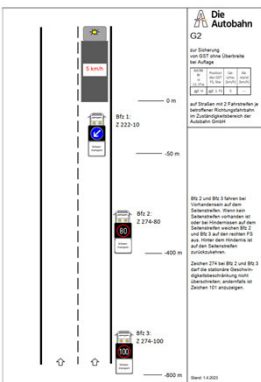 Die
Autobahn
G2
zur Sicherung
von GST ohne Überbreite
bei Auflage
auf Straßen mit 2 Fahrstreifen je
betroffener Richtungsfahrbahn
im Zuständigkeitsbereich der
Autobahn GmbH
5 km/h
0 m
Bfz 1:
Z 222-10
-50 m
Bfz 2:
Z 274-80
80
-400 m
Bfz 3:
Z 274-100
100
-800 m
Bfz 2 und Bfz 3 fahren bei
Vorhandensein auf dem
Seitenstreifen. Wenn kein
Seitenstreifen vorhanden ist
oder bei Hindernissen auf dem
Seitenstreifen weichen Bfz 2
und Bfz 3 auf den rechten FS
aus. Hinter dem Hindernis ist
auf den Seitenstreifen
zurückzukehren.
Zeichen 274 bei Bfz 2 und Bfz 3
darf die stationäre Geschwin-
digkeitsbeschränkung nicht
überschreiten; andernfalls ist
Zeichen 101 anzuzeigen.
Stand: 1.4.2023